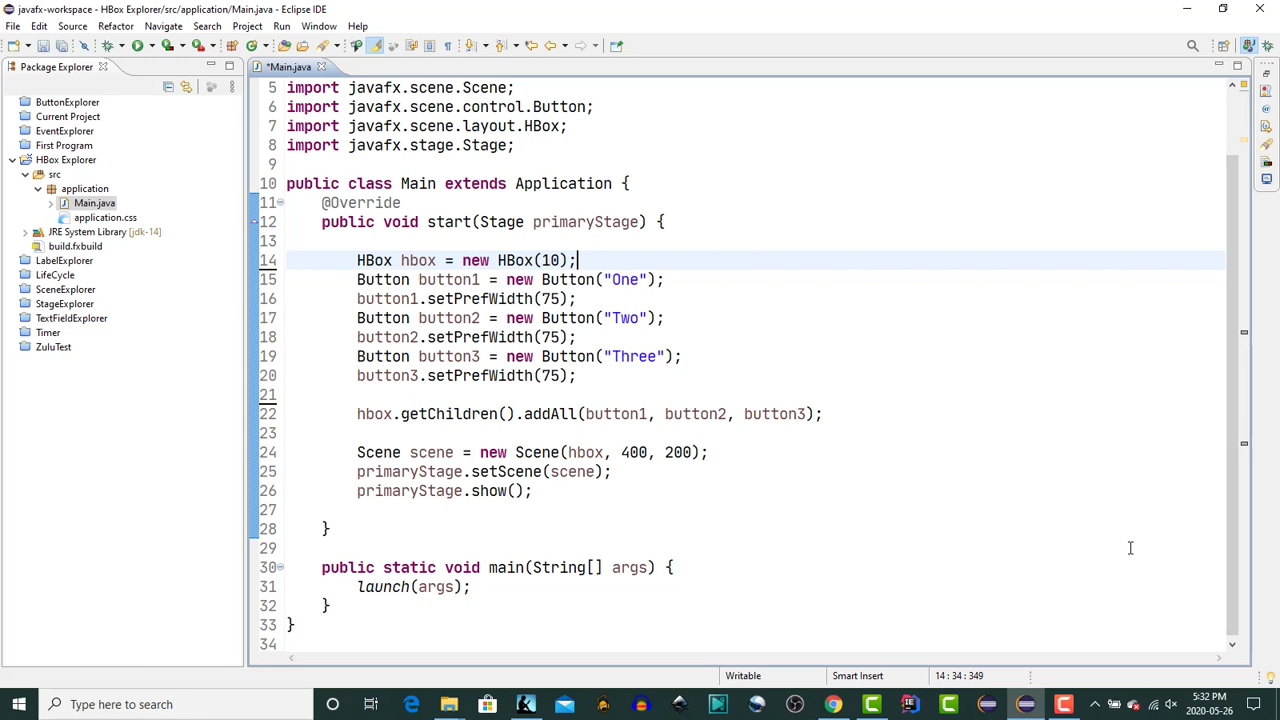 javafx-workspace - HBox Explorer/src/application/Main.java - Eclipse IDE
File Edit Source Refactor Navigate Search Project Run Window Help
Package Explorer
ButtonExplorer
Current Project
EventExplorer
First Program
HBox Explorer
src
application
Main.java
application.css
JRE System Library [jdk-14]
build.fxbuild
LabelExplorer
LifeCycle
SceneExplorer
StageExplorer
TextFieldExplorer
Timer
ZuluTest
*Main.java
5 import javafx.scene.Scene;
6 import javafx.scene.control.Button;
7 import javafx.scene.layout.HBox;
8 import javafx.stage.Stage;
9
10 public class Main extends Application {
11 @Override
12 public void start(Stage primaryStage) {
13
14 HBox hbox = new HBox(10);
15 Button button1 = new Button("One");
16 button1.setPrefWidth(75);
17 Button button2 = new Button("Two");
18 button2.setPrefWidth(75);
19 Button button3 = new Button("Three");
20 button3.setPrefWidth(75);
21
22 hbox.getChildren().addAll(button1, button2, button3);
23
24 Scene scene = new Scene(hbox, 400, 200);
25 primaryStage.setScene(scene);
26 primaryStage.show();
27
28 }
29
30 public static void main(String[] args) {
31 launch(args);
32 }
33 }
34
Writable Smart Insert 14 : 34 : 349
Type here to search
5:32 PM
2020-05-26